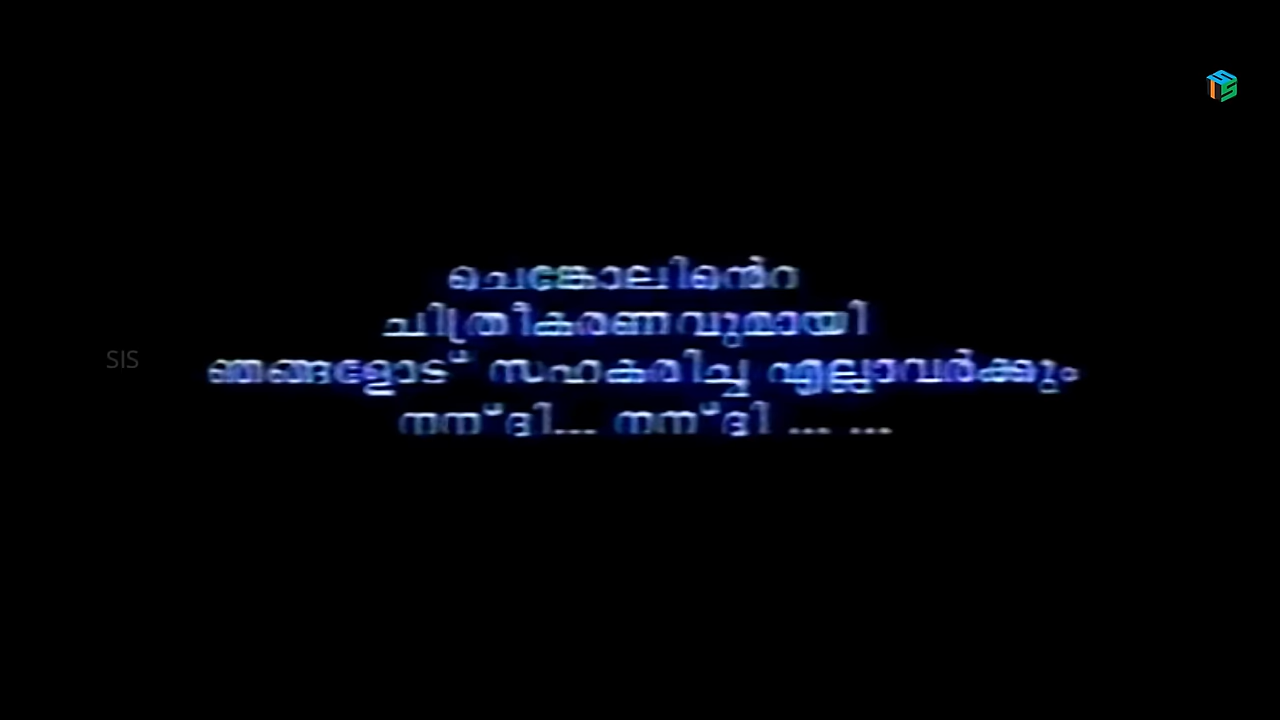 ചെങ്കോലിൻെറ
ചിത്രീകരണവുമായി
SIS
ഞങ്ങളോട് സഹകരിച്ച എല്ലാവർക്കും
നന്ദി... നന്ദി ... ...